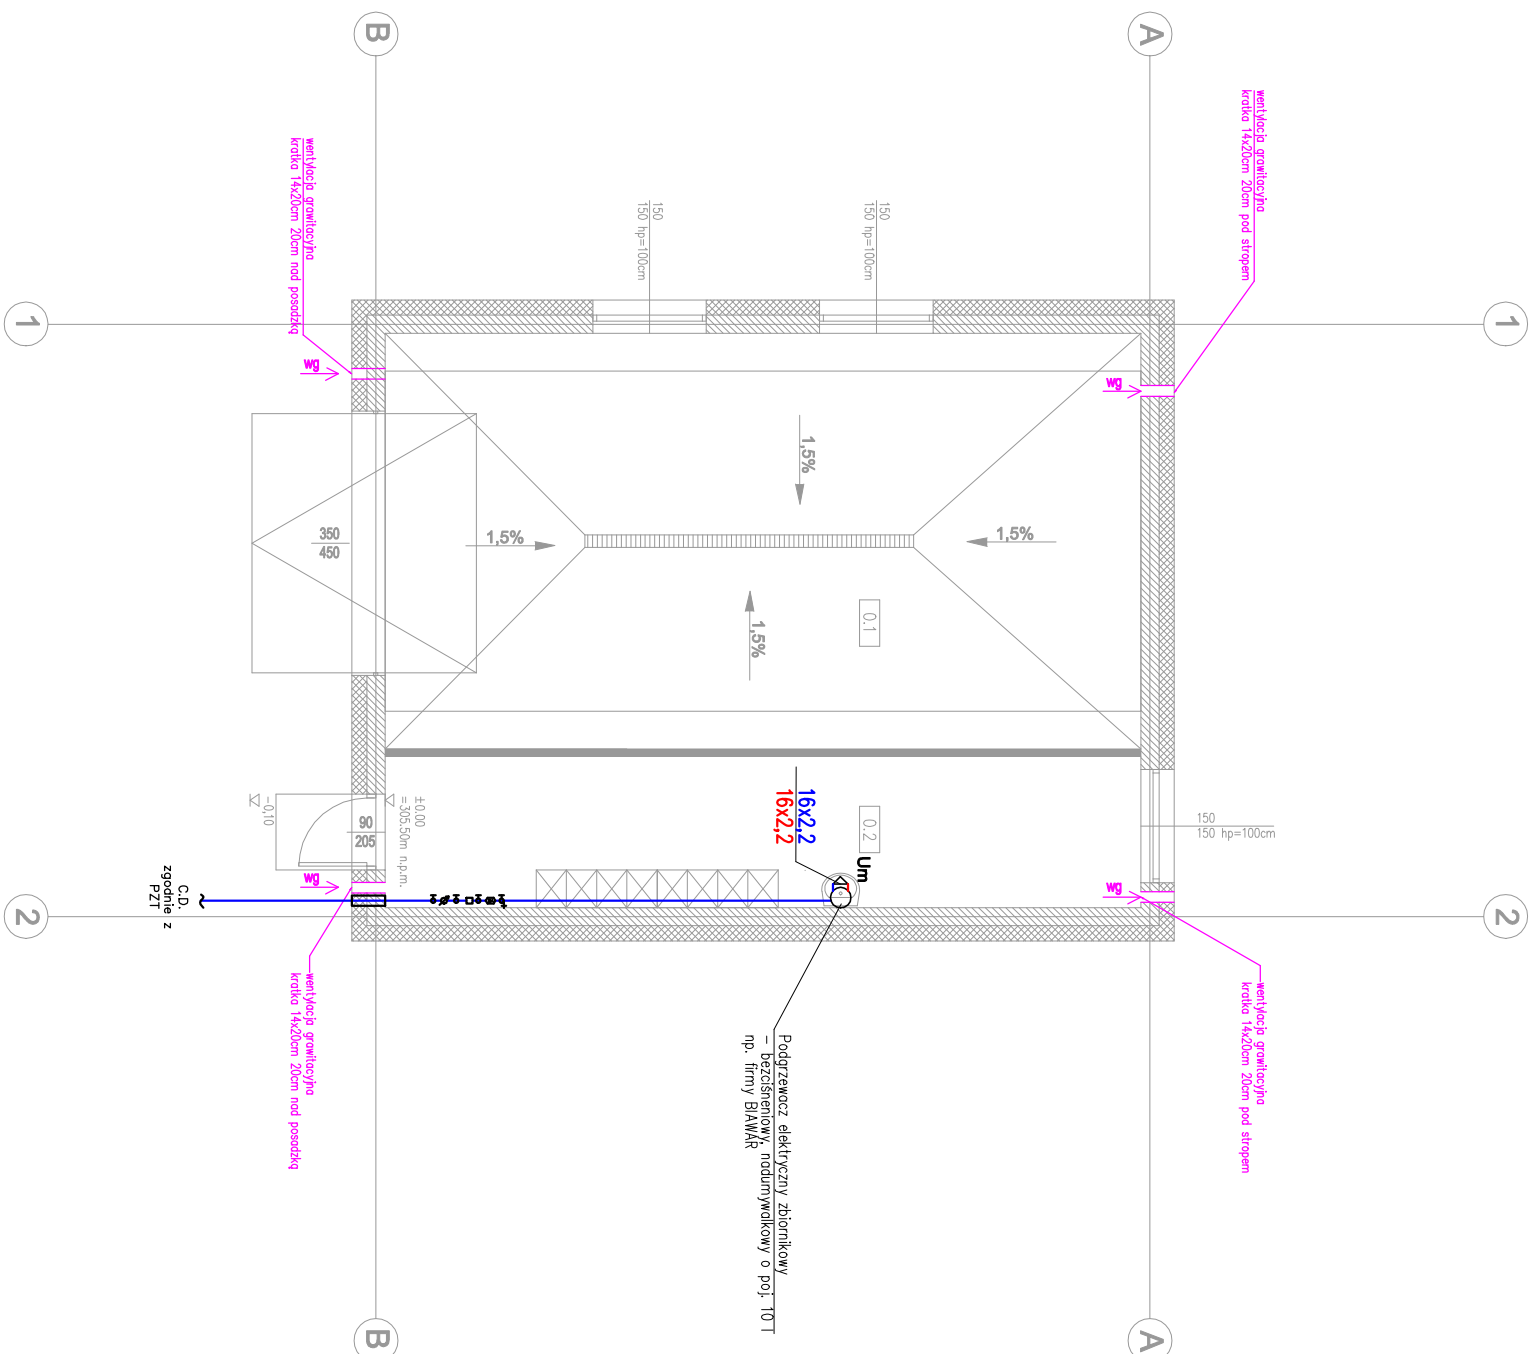 B
A
wentylacja grawitacyjna
kratka 14x20cm 20cm nad posadzką
wentylacja grawitacyjna
kratka 14x20cm 20cm pod stropem
150
150 hp=100cm
150
150 hp=100cm
1
1
wg
wg
1,5%
1,5%
1,5%
1,5%
350
450
0.1
0.2
16x2,2
16x2,2
Um
±0.00
=305.50m n.p.m.
-0,10
90
205
150
150 hp=100cm
wg
wg
C.D.
zgodnie z
PZT
2
2
wentylacja grawitacyjna
kratka 14x20cm 20cm nad posadzką
wentylacja grawitacyjna
kratka 14x20cm 20cm pod stropem
Podgrzewacz elektryczny zbiornikowy
– bezciśnieniowy, nadumywalkowy o poj. 10 l
np. firmy BIAWAR
B
A